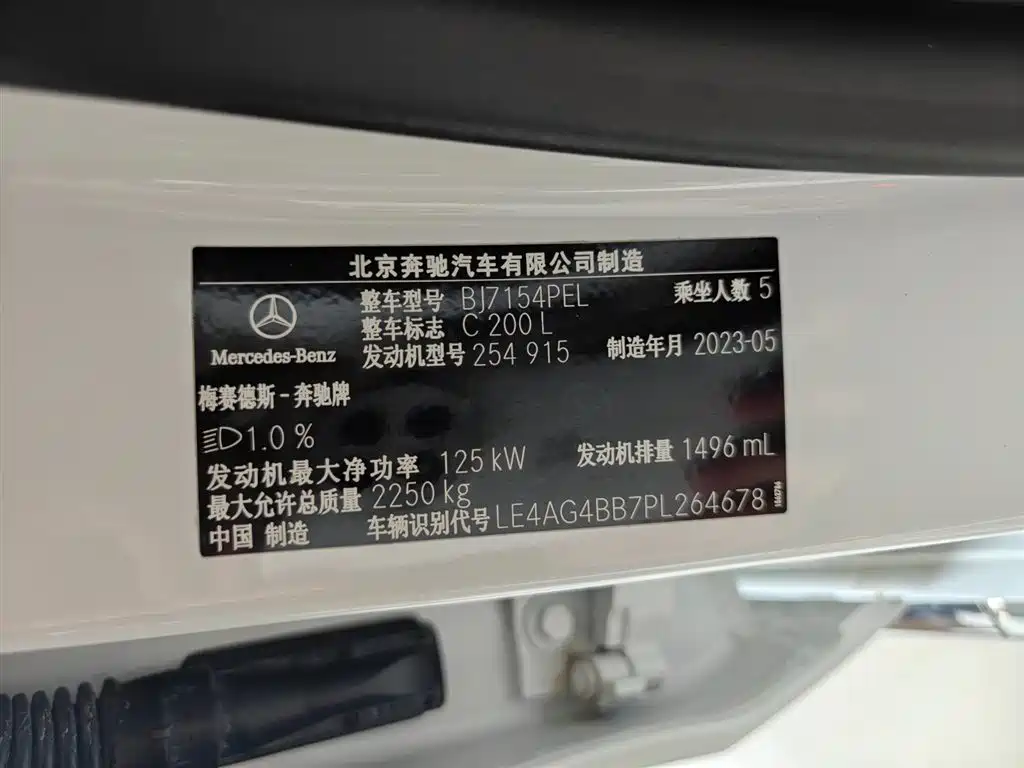 北京奔驰汽车有限公司制造
整车型号 BJ7154PEL 乘坐人数 5
整车标志 C 200 L
发动机型号 254 915 制造年月 2023-05
Mercedes-Benz
梅赛德斯-奔驰牌
1.0 %
发动机最大净功率 125 kW 发动机排量 1496 mL
最大允许总质量 2250 kg
中国 制造 车辆识别代号 LE4AG4BB7PL264678